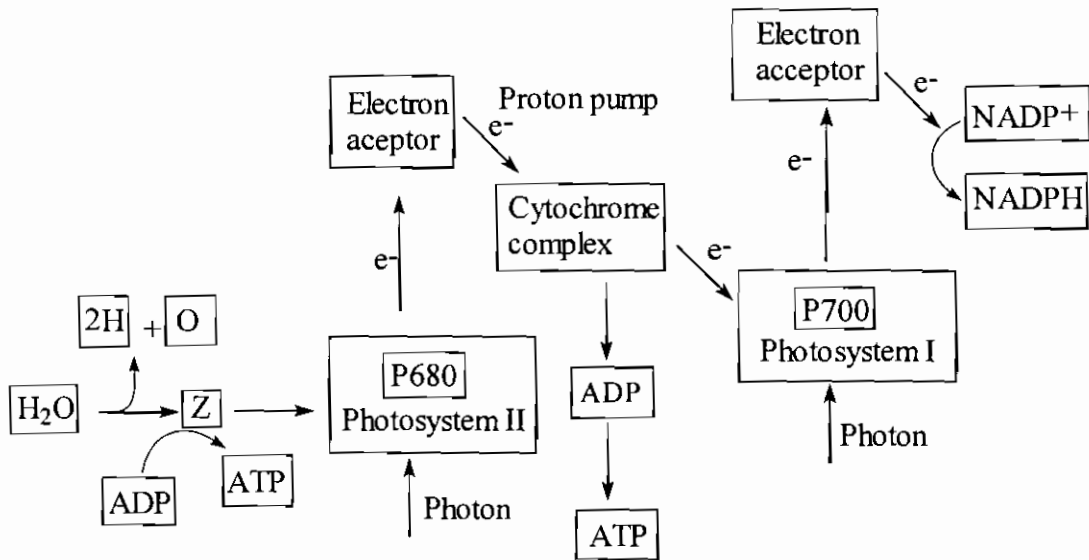 Electron
acceptor
e-
NADP+
NADPH
Electron
aceptor
e-
Proton pump
Cytochrome
complex
e-
e-
e-
P700
Photosystem I
Photon
2H + O
H₂O
Z
ADP
ATP
P680
Photosystem II
Photon
ADP
ATP